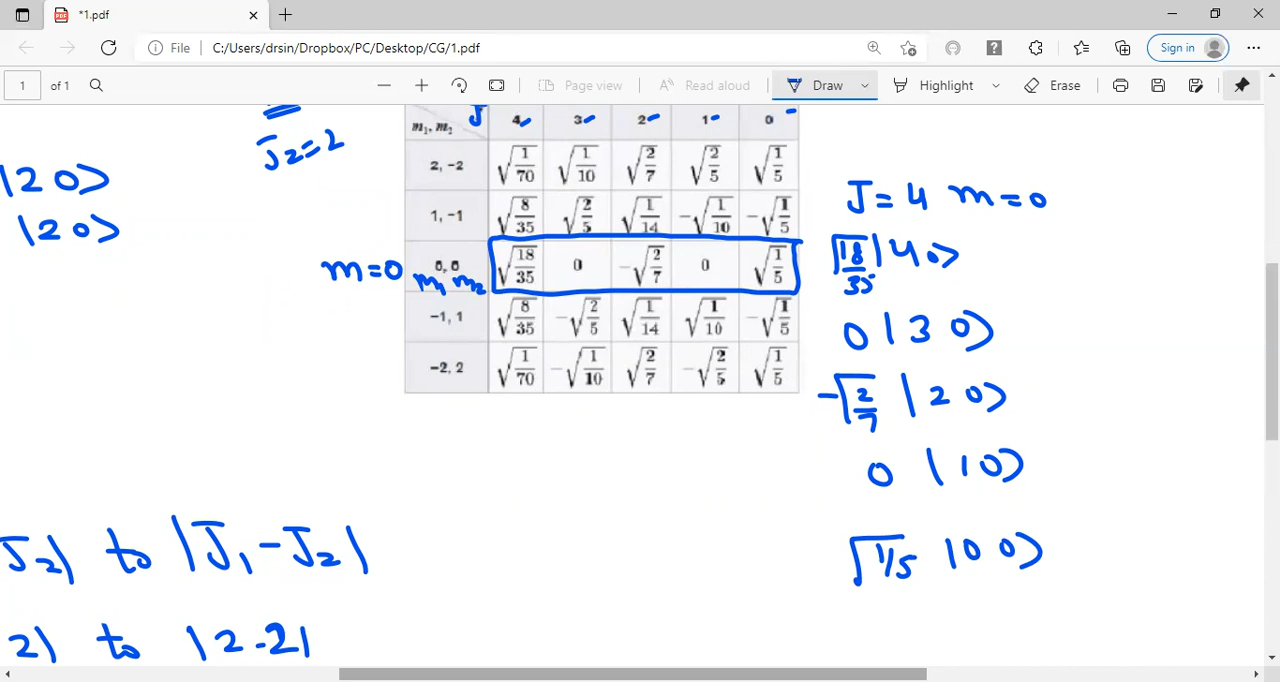 *1.pdf
File C:/Users/drsin/Dropbox/PC/Desktop/CG/1.pdf Sign in
1 of 1 Page view Read aloud Draw Highlight Erase
J₂=2
|2 0>
|2 0>
m₁, m₂ J 4 3 2 1 0
2, −2 √1/70 √1/10 √2/7 √2/5 √1/5
1, −1 √8/35 √2/5 √1/14 −√1/10 −√1/5
m=0 0, 0 m₁ m₂ √18/35 0 −√2/7 0 √1/5
−1, 1 √8/35 −√2/5 √1/14 √1/10 −√1/5
−2, 2 √1/70 −√1/10 √2/7 −√2/5 √1/5
J=4 m=0
√18/35 |4 0>
0 |3 0>
−√2/7 |2 0>
0 |1 0>
√1/5 |0 0>
J₂| to |J₁−J₂|
2| to |2-2|